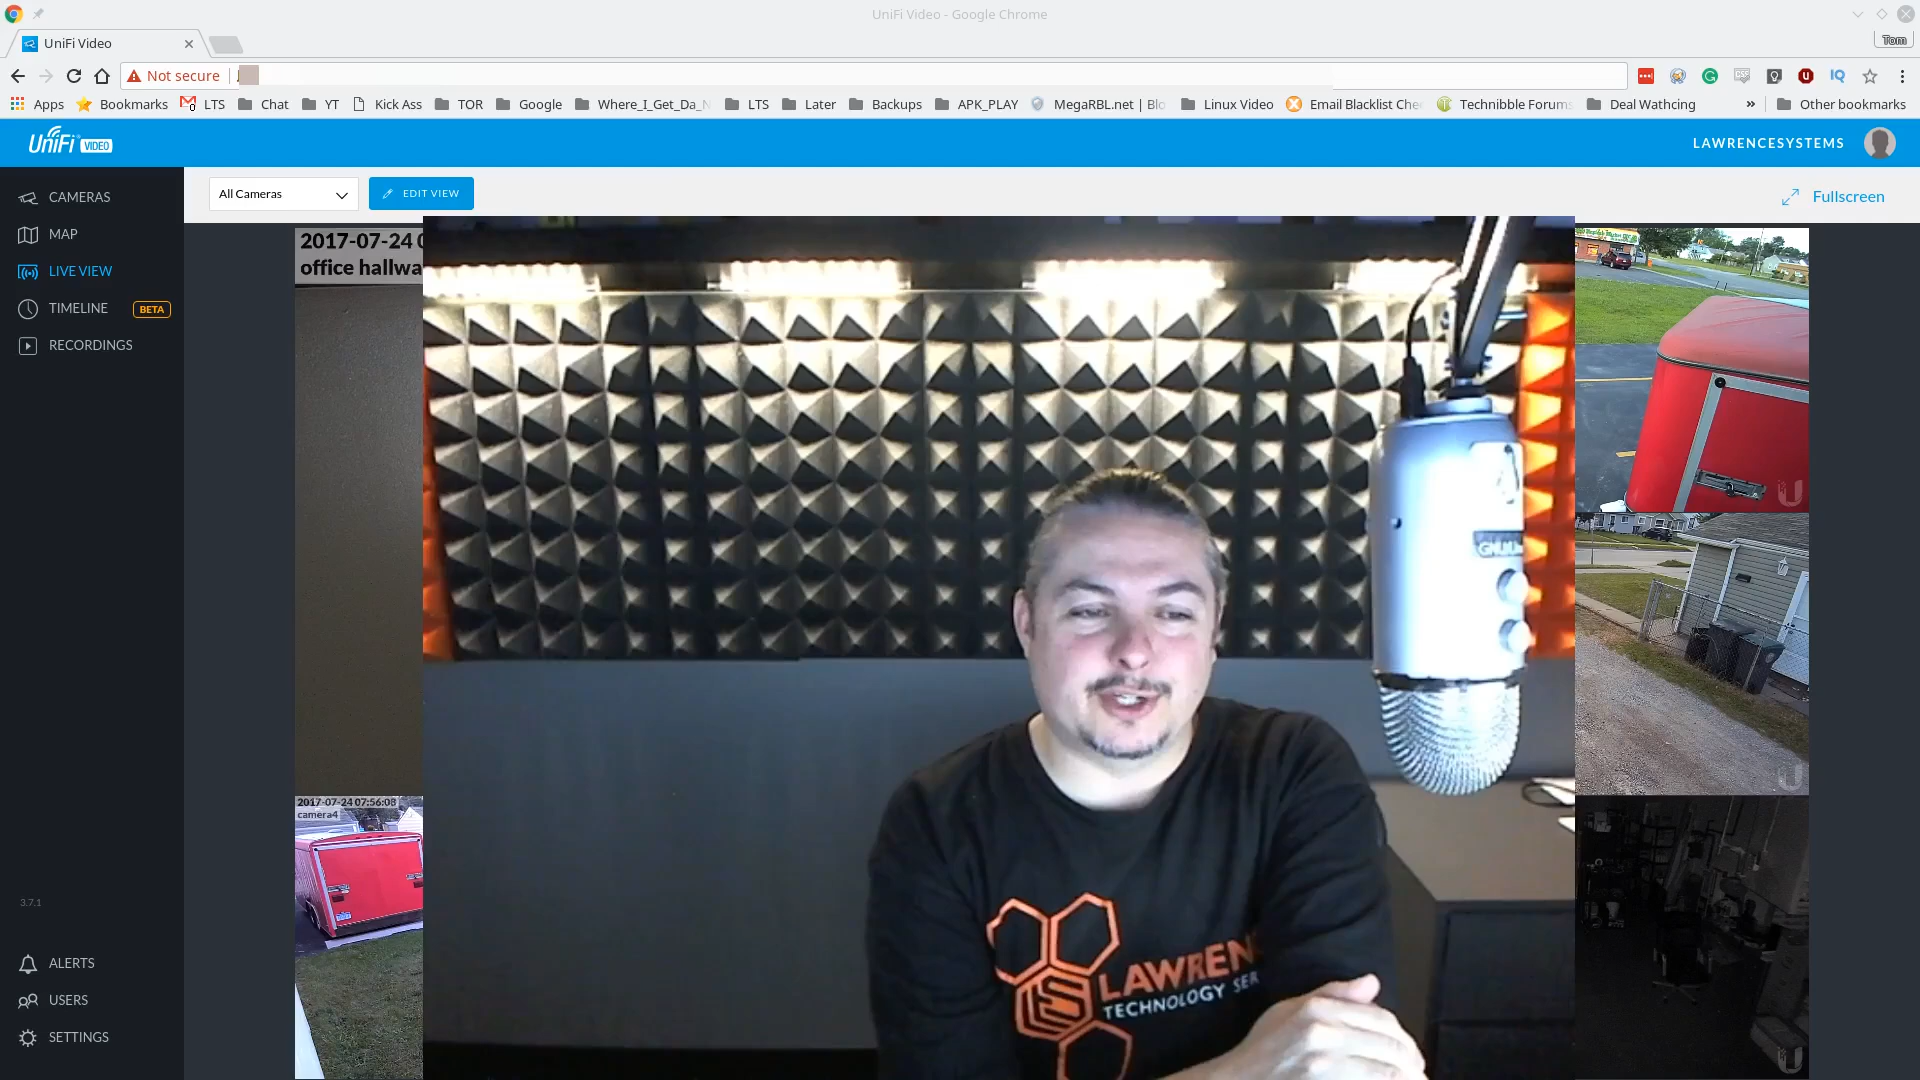 UniFi Video - Google Chrome
UniFi Video
Tom
Not secure
Apps
Bookmarks
LTS
Chat
YT
Kick Ass
TOR
Google
Where_I_Get_Da_N
LTS
Later
Backups
APK_PLAY
MegaRBL.net | Blo
Linux Video
Email Blacklist Che
Technibble Forums
Deal Wathcing
»
Other bookmarks
UniFi VIDEO
LAWRENCESYSTEMS
CAMERAS
MAP
LIVE VIEW
TIMELINE BETA
RECORDINGS
3.7.1
ALERTS
USERS
SETTINGS
All Cameras
EDIT VIEW
Fullscreen
2017-07-24
office hallwa
2017-07-24 07:56:08
camera4
LAWREN
TECHNOLOGY SER